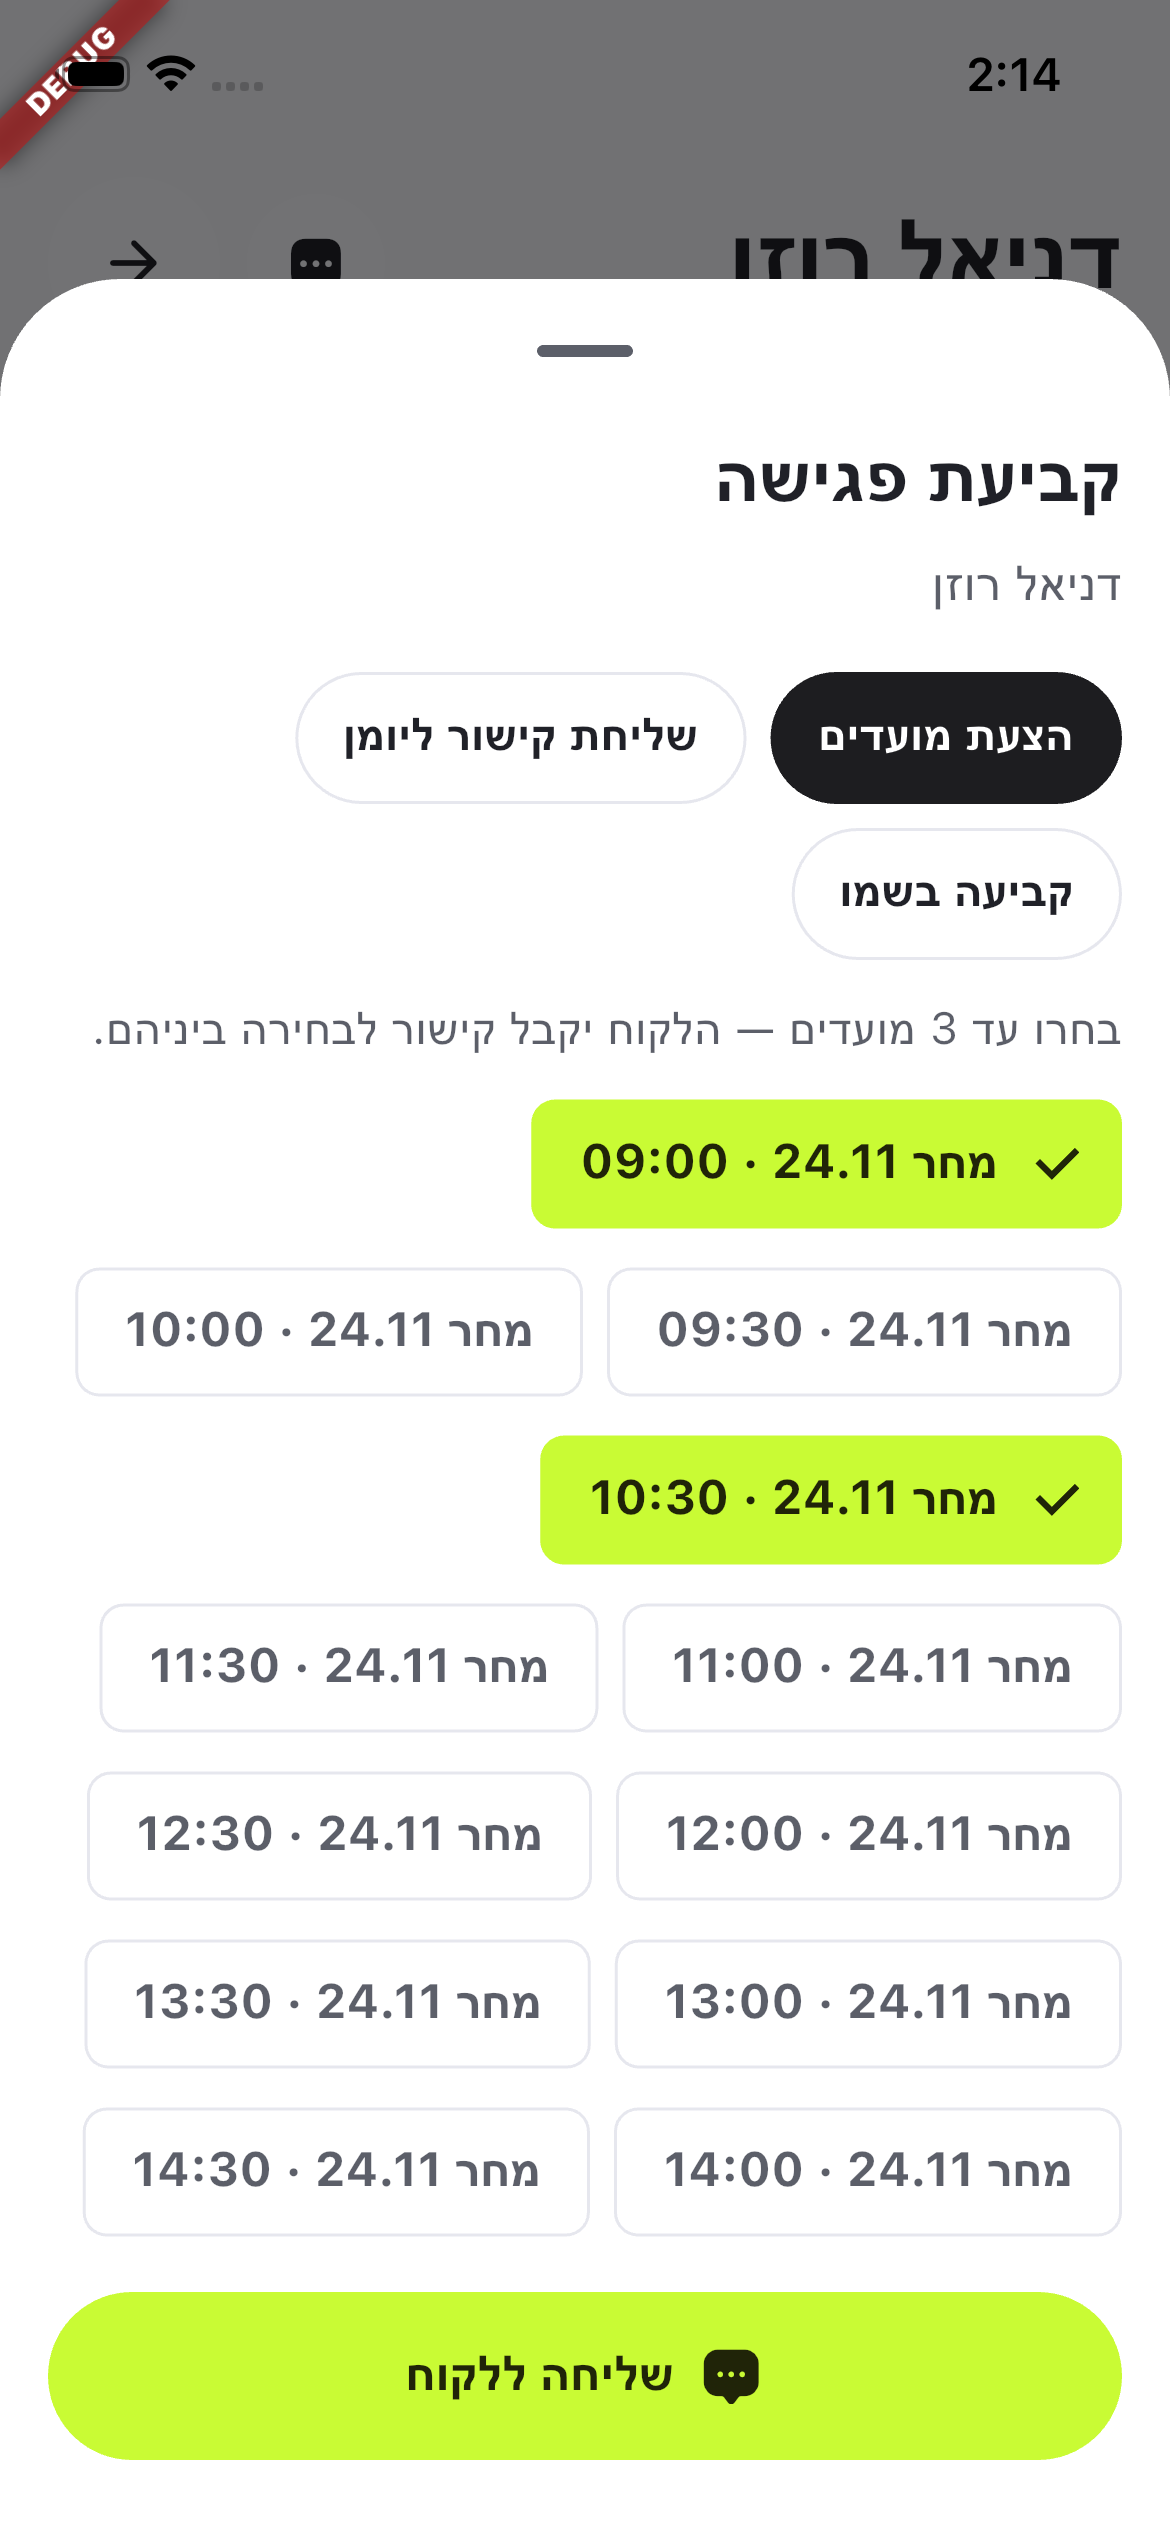 DEBUG
2:14
דניאל רוזן
קביעת פגישה
דניאל רוזן
הצעת מועדים
שליחת קישור ליומן
קביעה בשמו
בחרו עד 3 מועדים — הלקוח יקבל קישור לבחירה ביניהם.
מחר 24.11 · 09:00
מחר 24.11 · 09:30
מחר 24.11 · 10:00
מחר 24.11 · 10:30
מחר 24.11 · 11:00
מחר 24.11 · 11:30
מחר 24.11 · 12:00
מחר 24.11 · 12:30
מחר 24.11 · 13:00
מחר 24.11 · 13:30
מחר 24.11 · 14:00
מחר 24.11 · 14:30
שליחה ללקוח